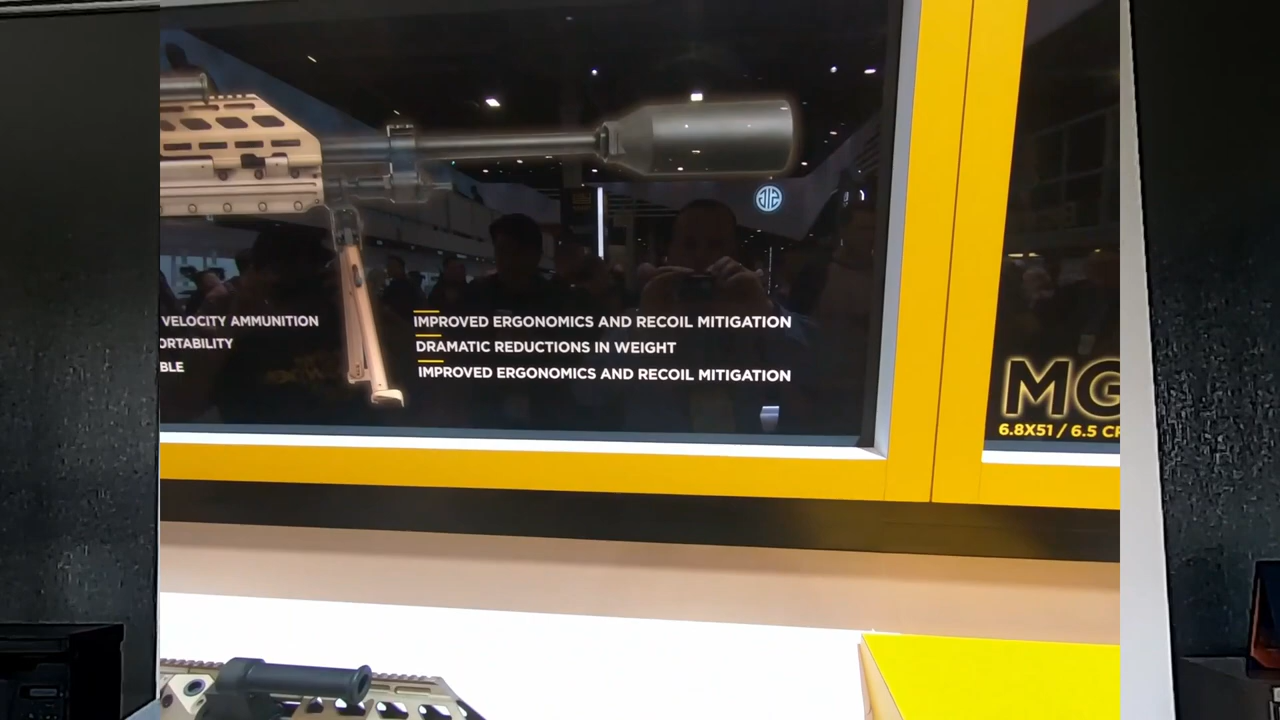 VELOCITY AMMUNITION
ORTABILITY
BLE
IMPROVED ERGONOMICS AND RECOIL MITIGATION
DRAMATIC REDUCTIONS IN WEIGHT
IMPROVED ERGONOMICS AND RECOIL MITIGATION
MG
6.8X51 / 6.5 CR